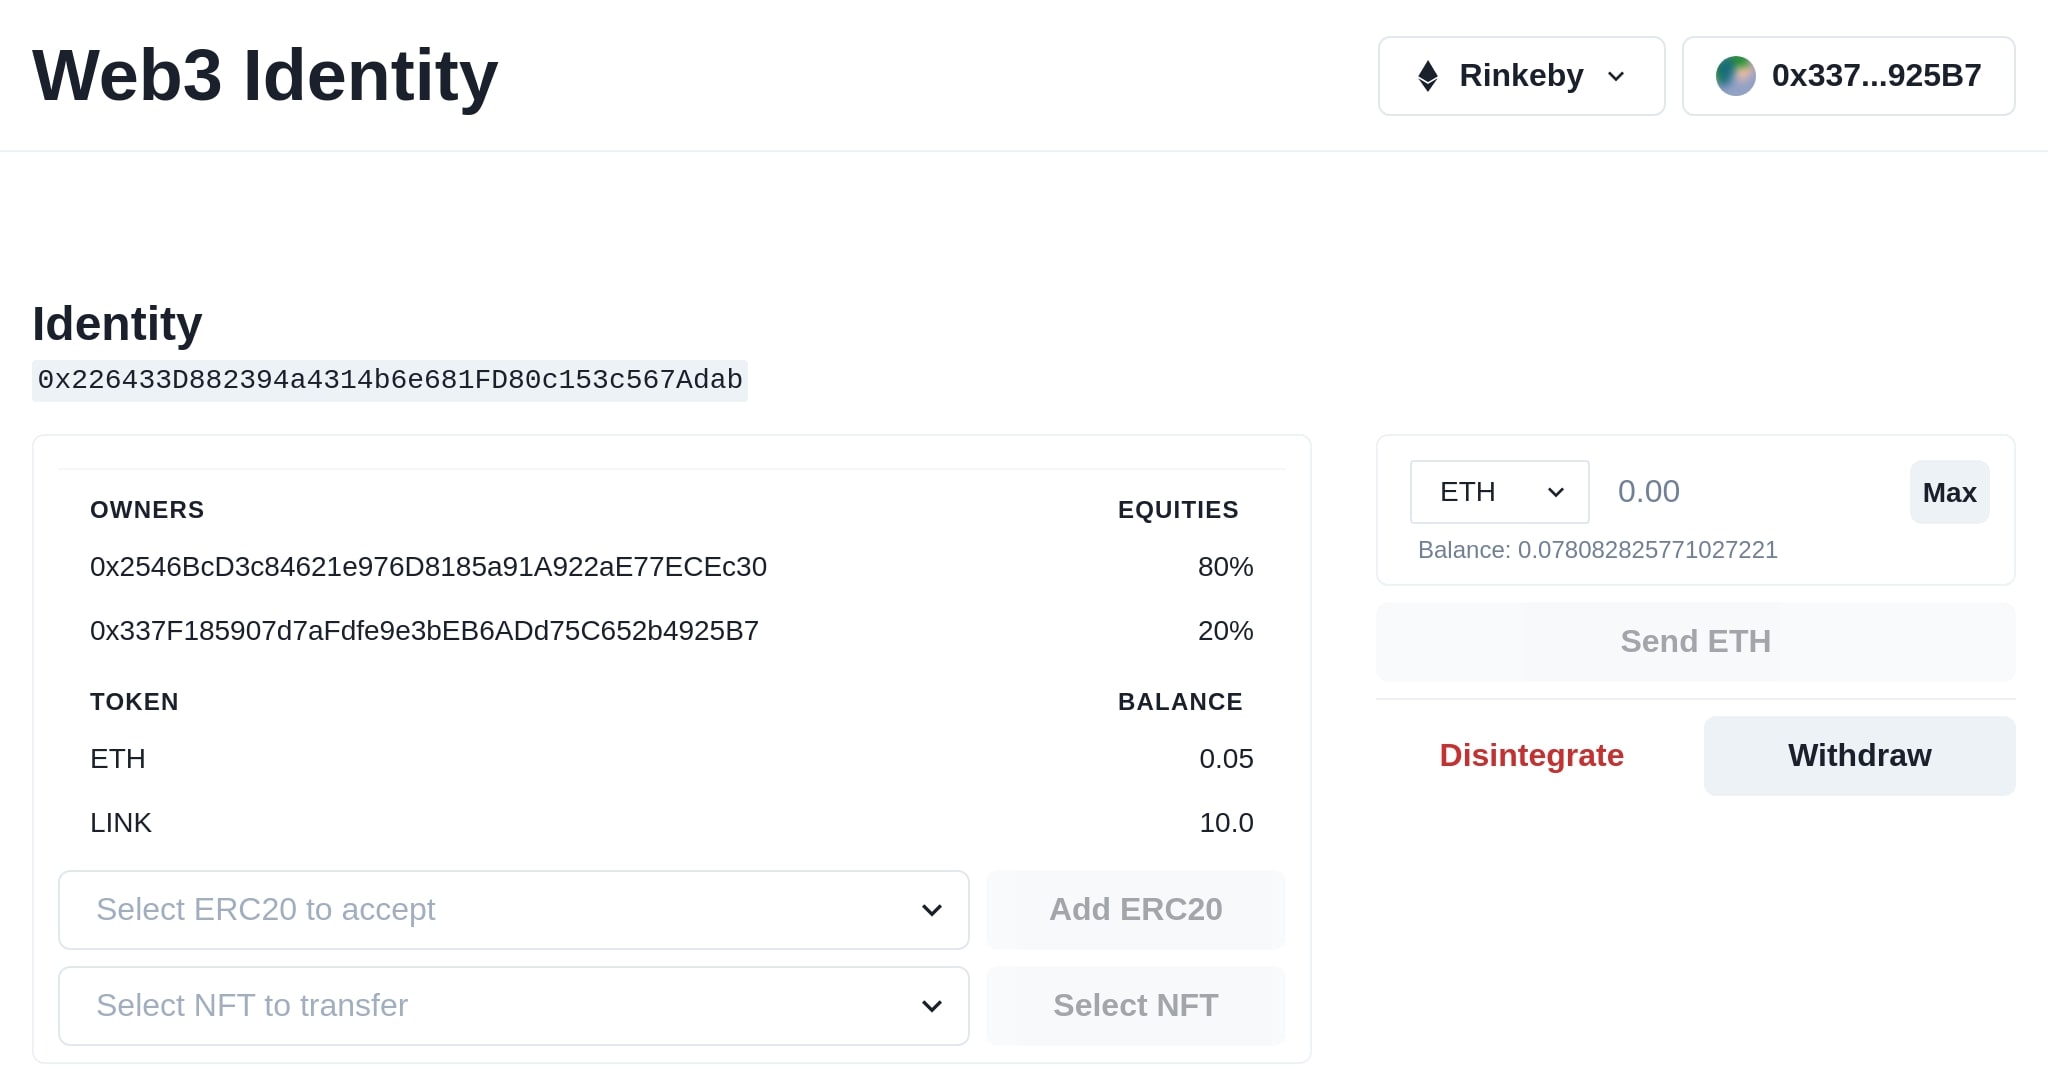 Web3 Identity
Rinkeby
0x337...925B7
Identity
0x226433D882394a4314b6e681FD80c153c567Adab
OWNERS EQUITIES
0x2546BcD3c84621e976D8185a91A922aE77ECEc30 80%
0x337F185907d7aFdfe9e3bEB6ADd75C652b4925B7 20%
TOKEN BALANCE
ETH 0.05
LINK 10.0
Select ERC20 to accept Add ERC20
Select NFT to transfer Select NFT
ETH 0.00 Max
Balance: 0.078082825771027221
Send ETH
Disintegrate Withdraw